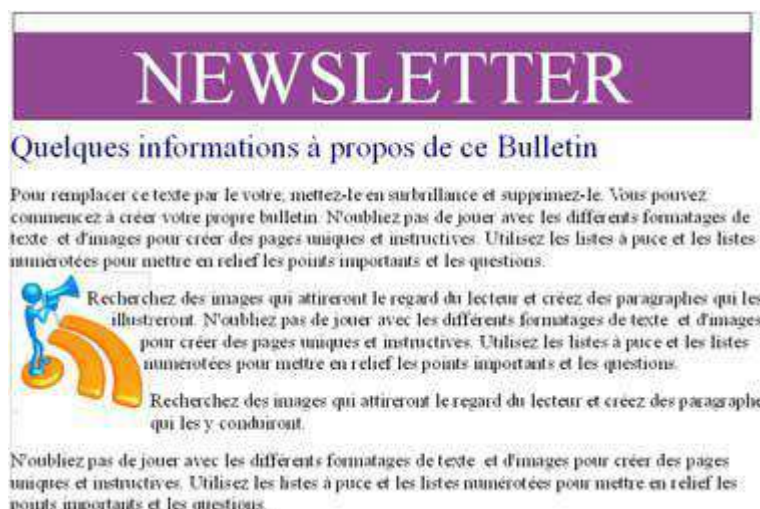 NEWSLETTER
Quelques informations à propos de ce Bulletin
Pour remplacer ce texte par le votre, mettez-le en surbrillance et supprimez-le. Vous pouvez
commencez à créer votre propre bulletin. N'oubliez pas de jouer avec les différents formatages de
texte et d'images pour créer des pages uniques et instructives. Utilisez les listes à puce et les listes
numérotées pour mettre en relief les points importants et les questions.
Recherchez des images qui attireront le regard du lecteur et créez des paragraphes qui les
illustreront. N'oubliez pas de jouer avec les différents formatages de texte et d'images
pour créer des pages uniques et instructives. Utilisez les listes à puce et les listes
numérotées pour mettre en relief les points importants et les questions.
Recherchez des images qui attireront le regard du lecteur et créez des paragraphe
qui les y conduiront.
N'oubliez pas de jouer avec les différents formatages de texte et d'images pour créer des pages
uniques et instructives. Utilisez les listes à puce et les listes numérotées pour mettre en relief les
points importants et les questions.